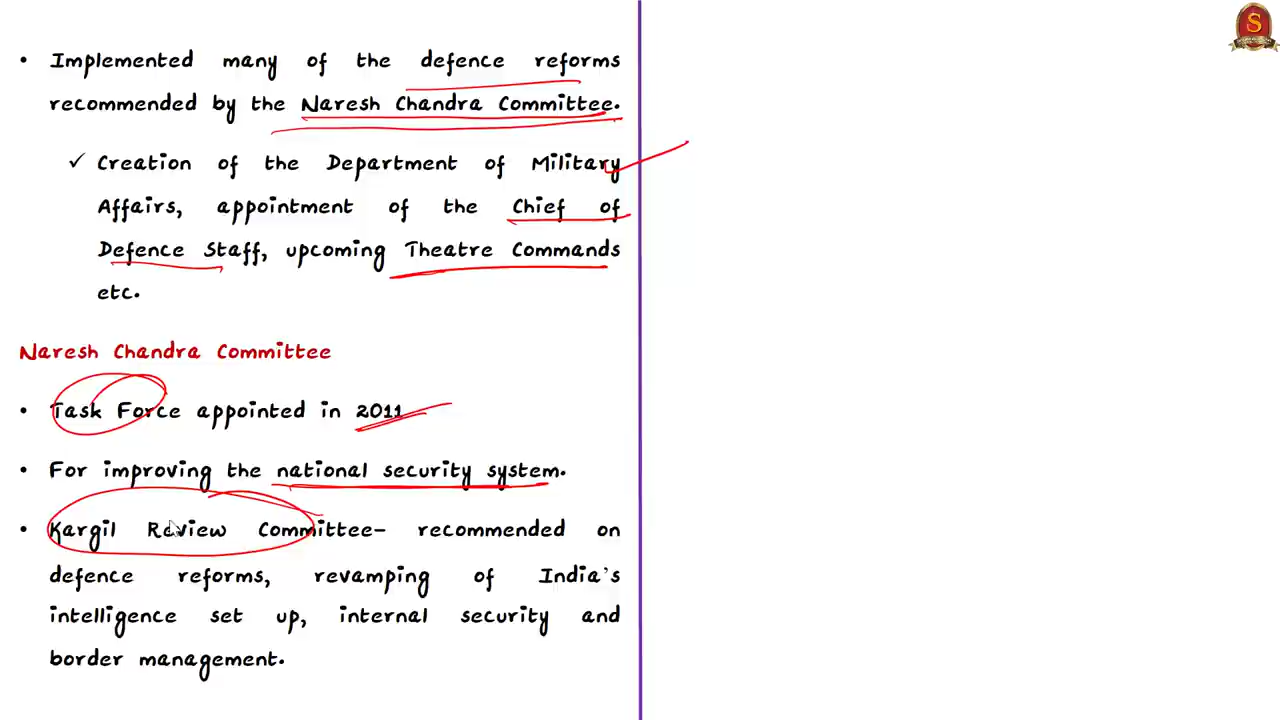 • Implemented many of the defence reforms
recommended by the Naresh Chandra Committee.
✓ Creation of the Department of Military
Affairs, appointment of the Chief of
Defence Staff, upcoming Theatre Commands
etc.
Naresh Chandra Committee
• Task Force appointed in 2011
• For improving the national security system.
• Kargil Review Committee- recommended on
defence reforms, revamping of India's
intelligence set up, internal security and
border management.
S